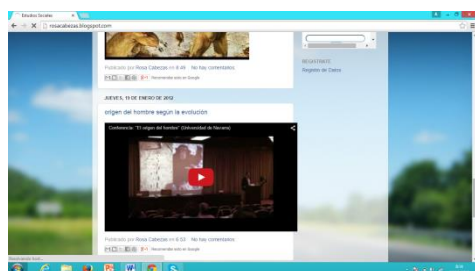 Estudios Sociales
rosacabezas.blogspot.com
Publicado por Rosa Cabezas en 4:49 No hay comentarios:
Recomendar esto en Google
REGISTRATE
Registro de Datos
JUEVES, 19 DE ENERO DE 2012
origen del hombre según la evolución
Conferencia: "El origen del hombre" (Universidad de Navarra)
Publicado por Rosa Cabezas en 6:53 No hay comentarios:
Recomendar esto en Google